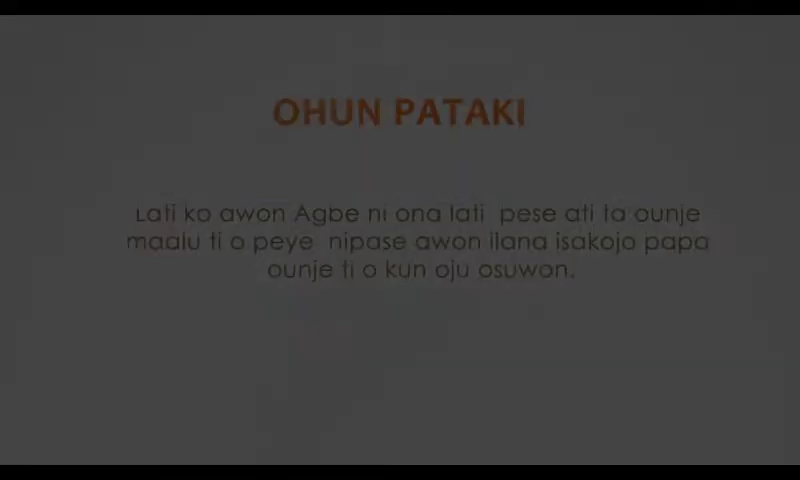 OHUN PATAKI
Lati ko awon Agbe ni ona lati pese ati ta ounje
maalu ti o peye nipase awon ilana isakojo papo
ounje ti o kun oju osuwon.